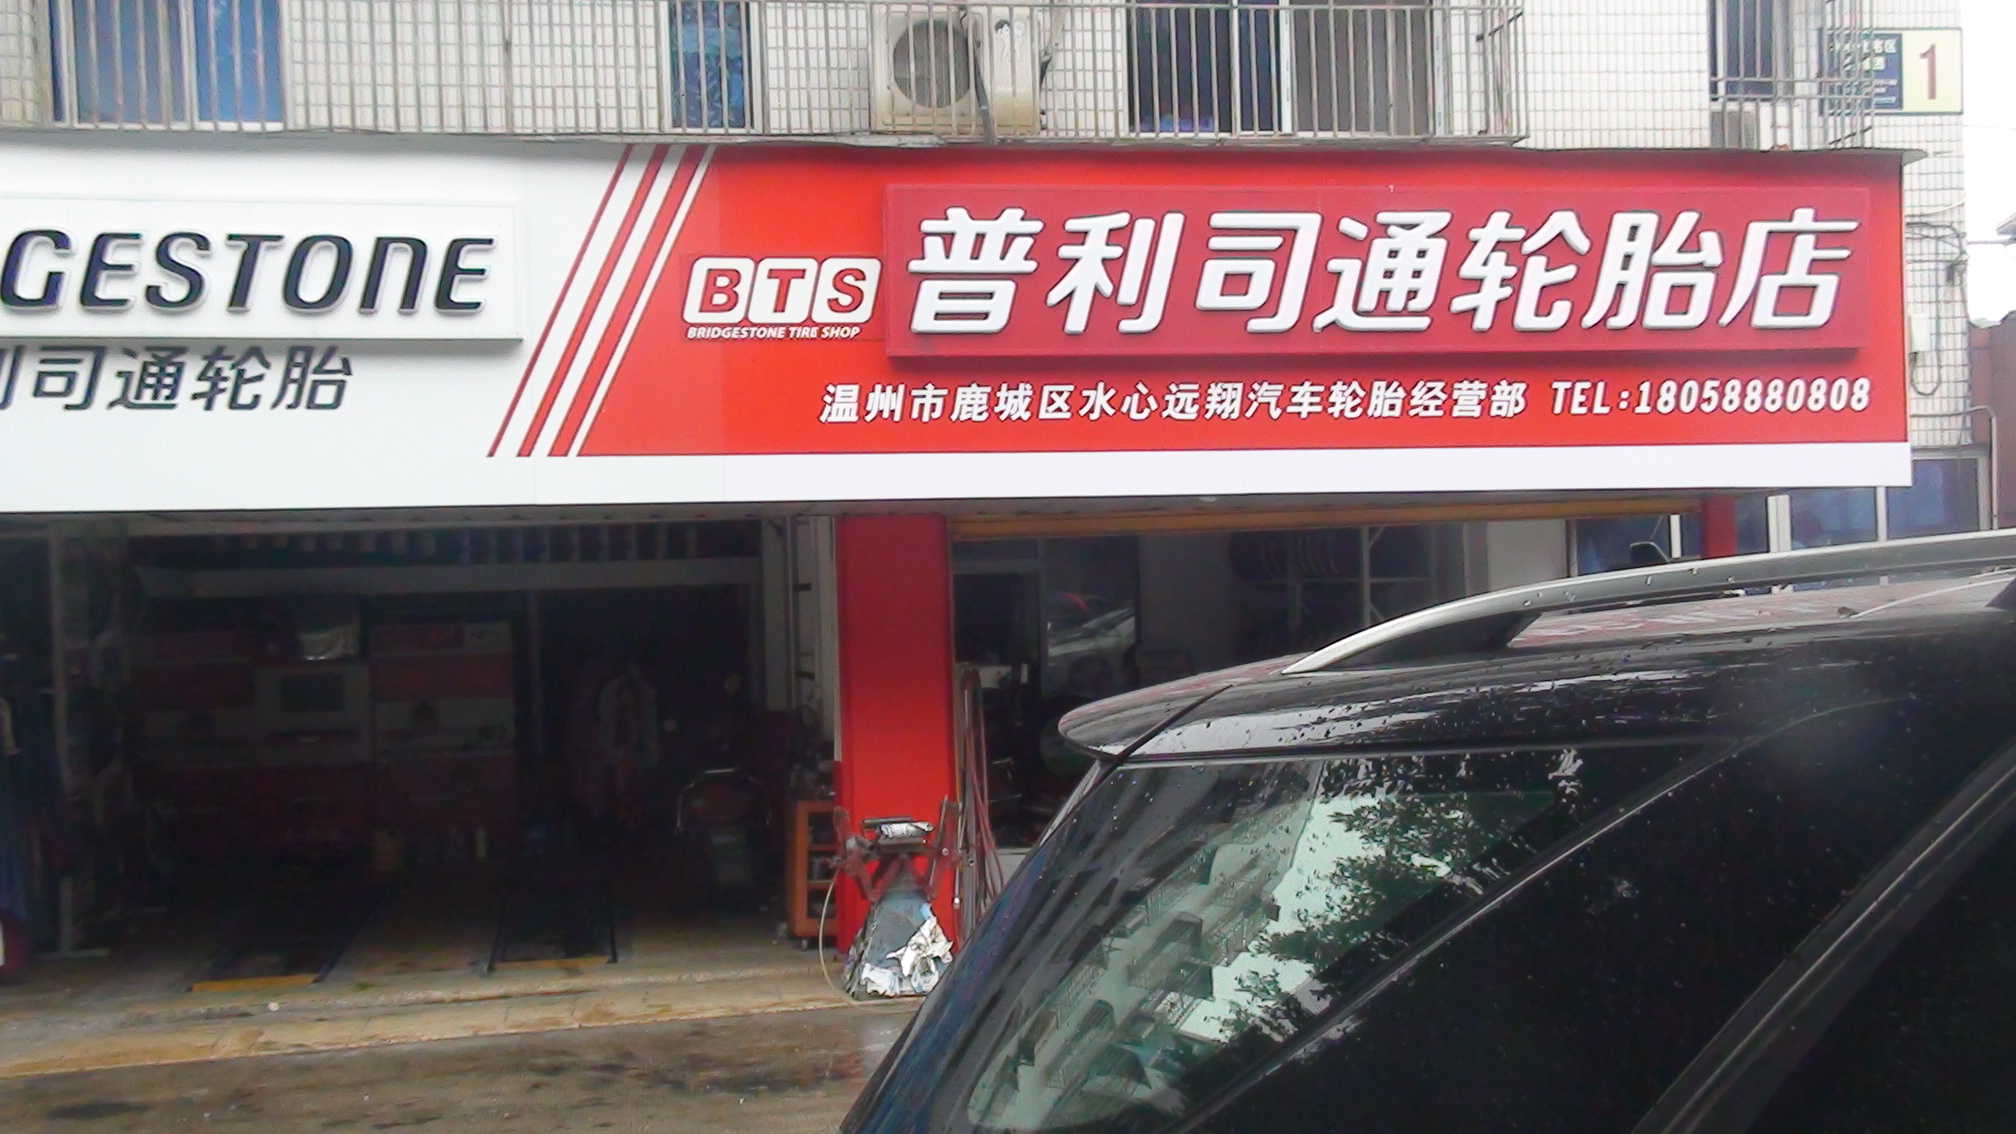 GESTONE
利司通轮胎
BTS
BRIDGESTONE TIRE SHOP
普利司通轮胎店
温州市鹿城区水心远翔汽车轮胎经营部 TEL:18058880808
1